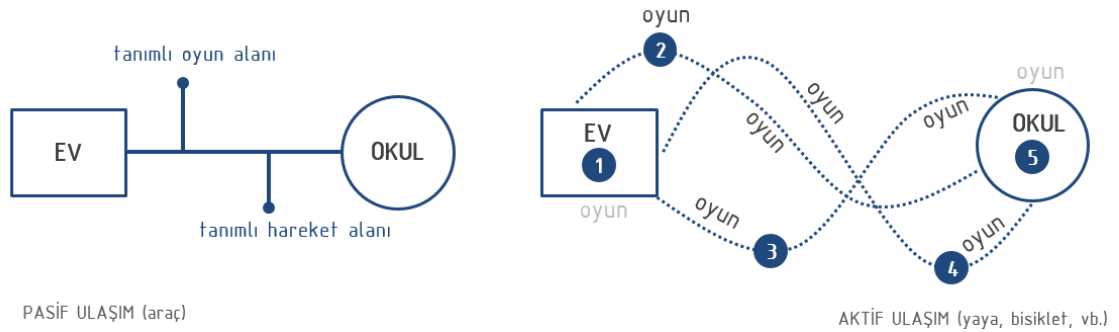 tanımlı oyun alanı
EV
OKUL
tanımlı hareket alanı
PASİF ULAŞIM (araç)
oyun
2
oyun
oyun
oyun
oyun
EV
1
oyun
OKUL
5
oyun
3
4
oyun
AKTİF ULAŞIM (yaya, bisiklet, vb.)